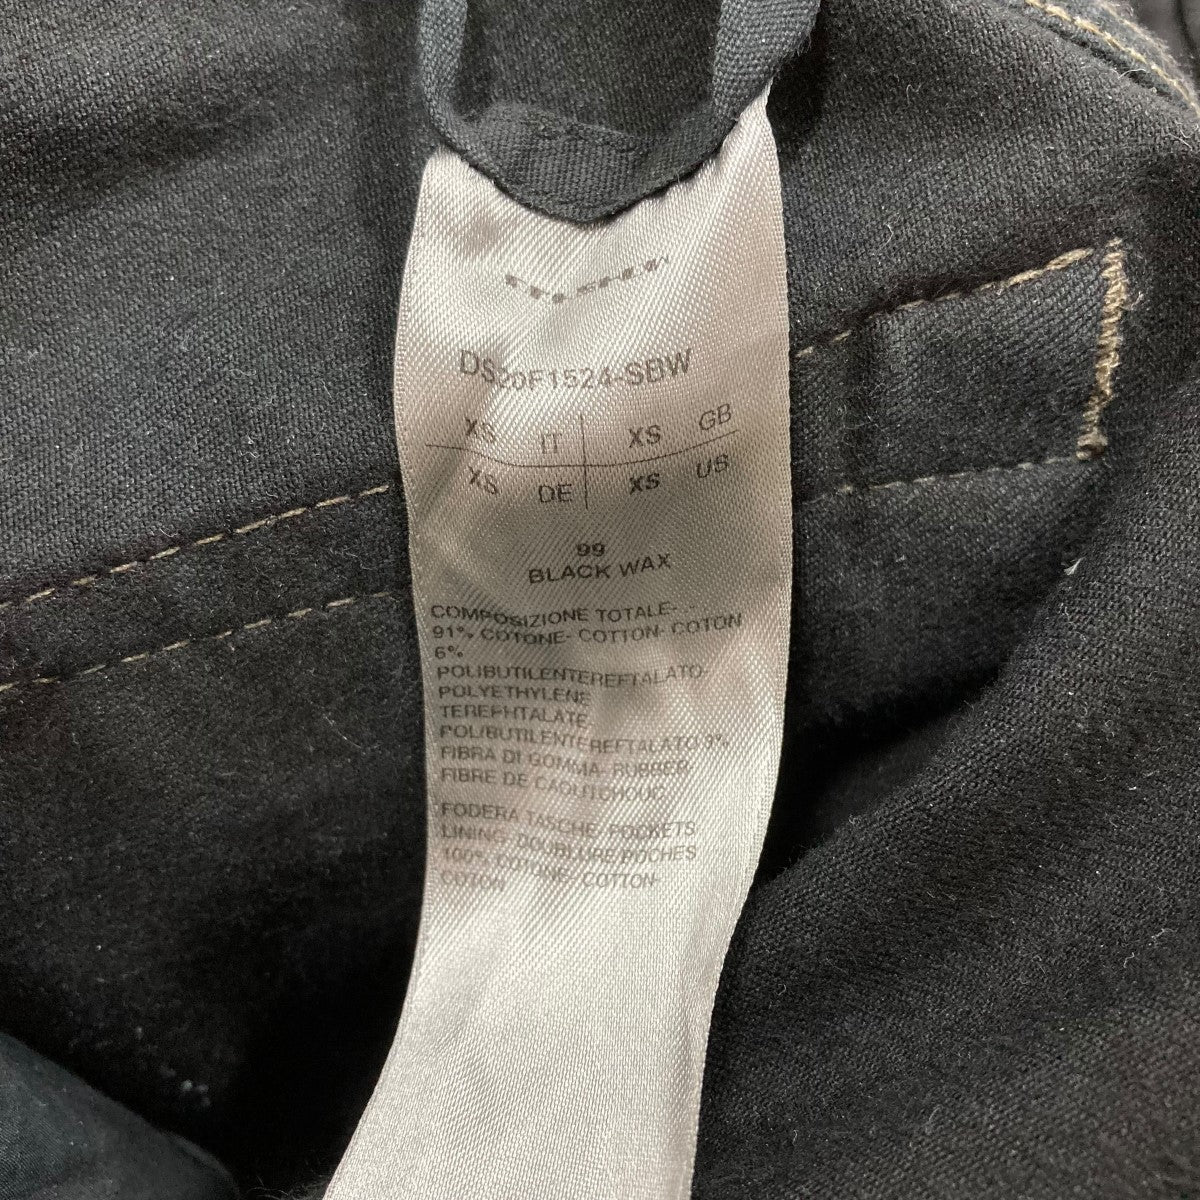 DS20F1524-SBW
XS IT XS GB
XS DE XS US
99
BLACK WAX
COMPOSIZIONE TOTALE-
91% COTONE- COTTON- COTON
6%
POLIBUTILENTEREFTALATO-
POLYETHYLENE
TEREPHTALATE
POLIBUTILENTEREFTALATO 3%
FIBRA DI GOMMA- RUBBER
FIBRE DE CAOUTCHOUC
FODERA TASCHE- POCKETS
LINING- DOUBLURE POCHES
100% COTONE- COTTON-
COTON